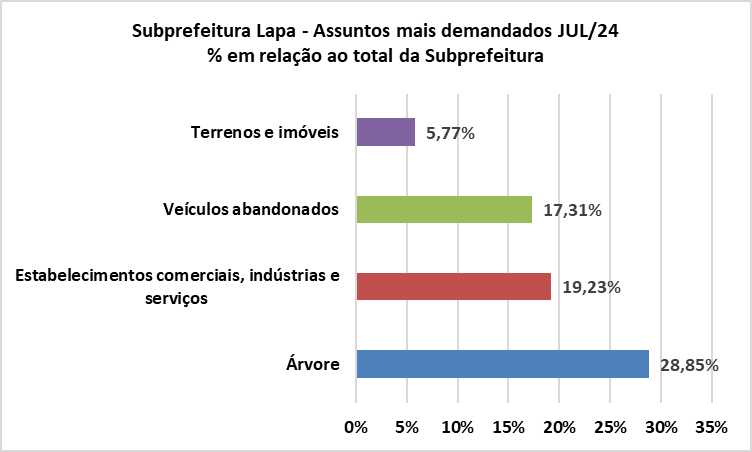 Subprefeitura Lapa - Assuntos mais demandados JUL/24
% em relação ao total da Subprefeitura
Terrenos e imóveis
5,77%
Veículos abandonados
17,31%
Estabelecimentos comerciais, indústrias e
serviços
19,23%
Árvore
28,85%
0% 5% 10% 15% 20% 25% 30% 35%